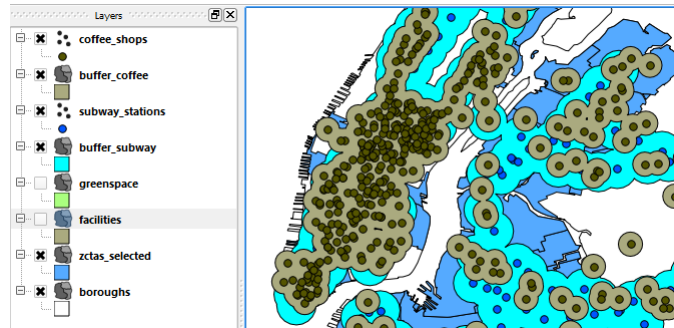 Layers
coffee_shops
buffer_coffee
subway_stations
buffer_subway
greenspace
facilities
zctas_selected
boroughs